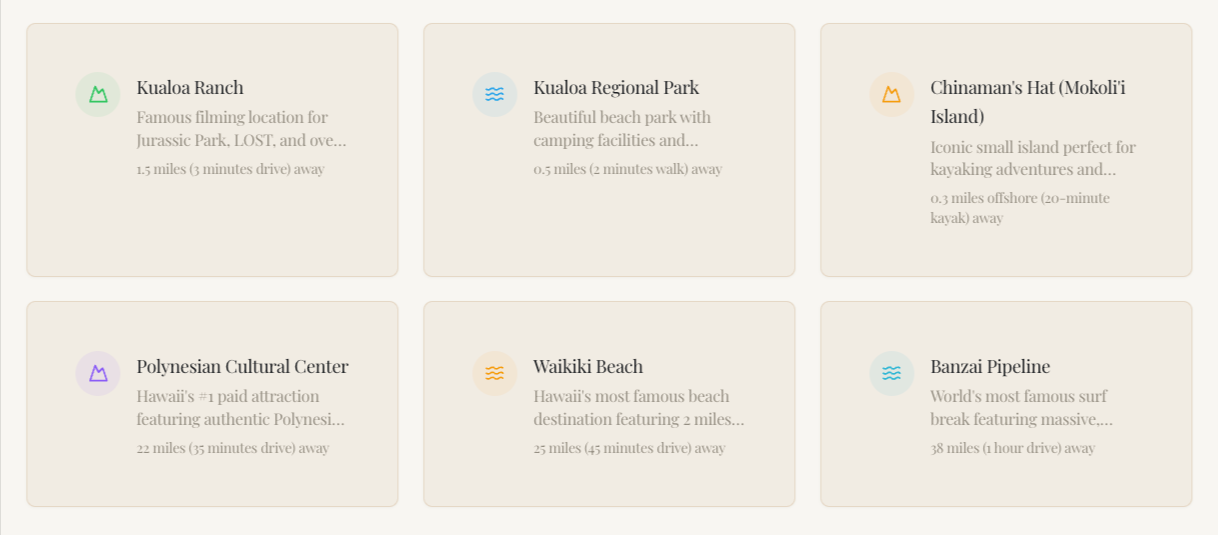 Kualoa Ranch
Famous filming location for
Jurassic Park, LOST, and ove...
1.5 miles (3 minutes drive) away
Kualoa Regional Park
Beautiful beach park with
camping facilities and...
0.5 miles (2 minutes walk) away
Chinaman's Hat (Mokoli'i
Island)
Iconic small island perfect for
kayaking adventures and...
0.3 miles offshore (20-minute
kayak) away
Polynesian Cultural Center
Hawaii's #1 paid attraction
featuring authentic Polynesi...
22 miles (35 minutes drive) away
Waikiki Beach
Hawaii's most famous beach
destination featuring 2 miles...
25 miles (45 minutes drive) away
Banzai Pipeline
World's most famous surf
break featuring massive,...
38 miles (1 hour drive) away